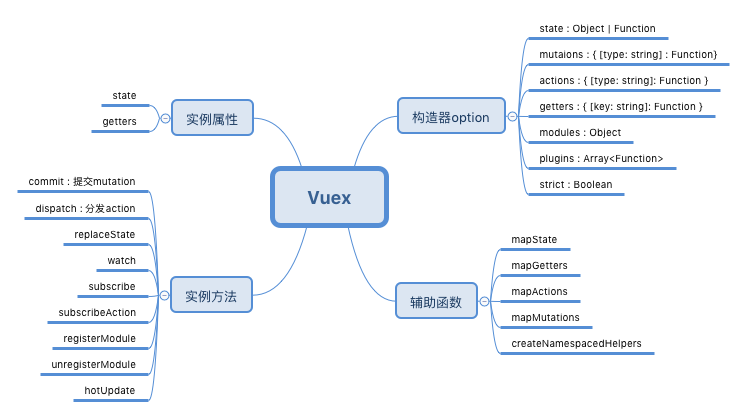 Vuex
实例属性
state
getters
实例方法
commit : 提交mutation
dispatch : 分发action
replaceState
watch
subscribe
subscribeAction
registerModule
unregisterModule
hotUpdate
构造器option
state : Object | Function
mutaions : { [type: string] : Function}
actions : { [type: string]: Function }
getters : { [key: string]: Function }
modules : Object
plugins : Array<Function>
strict : Boolean
辅助函数
mapState
mapGetters
mapActions
mapMutations
createNamespacedHelpers